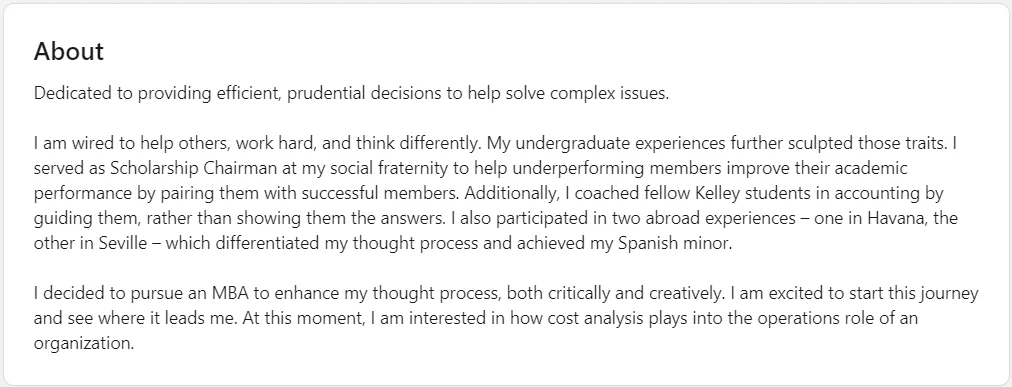 About
Dedicated to providing efficient, prudential decisions to help solve complex issues.
I am wired to help others, work hard, and think differently. My undergraduate experiences further sculpted those traits. I
served as Scholarship Chairman at my social fraternity to help underperforming members improve their academic
performance by pairing them with successful members. Additionally, I coached fellow Kelley students in accounting by
guiding them, rather than showing them the answers. I also participated in two abroad experiences – one in Havana, the
other in Seville – which differentiated my thought process and achieved my Spanish minor.
I decided to pursue an MBA to enhance my thought process, both critically and creatively. I am excited to start this journey
and see where it leads me. At this moment, I am interested in how cost analysis plays into the operations role of an
organization.